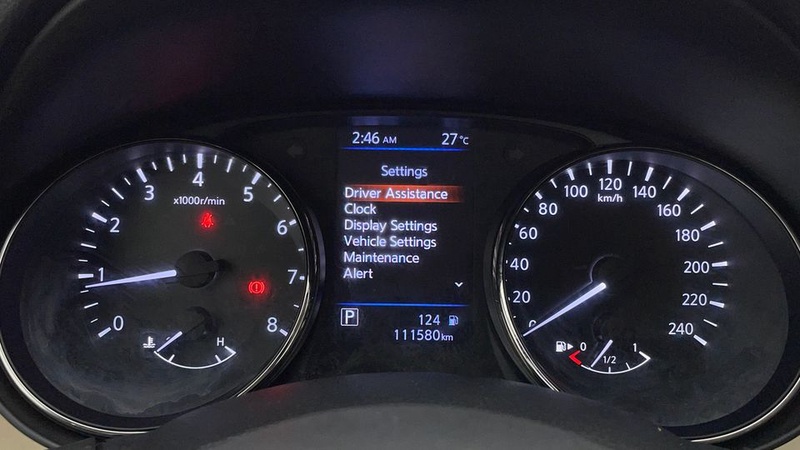 2:46 AM 27°C
Settings
Driver Assistance
Clock
Display Settings
Vehicle Settings
Maintenance
Alert
P 124
111580km
0 1 2 3 4 5 6 7 8
x1000r/min
H
0 20 40 60 80 100 120 140 160 180 200 220 240
km/h
0 1/2 1